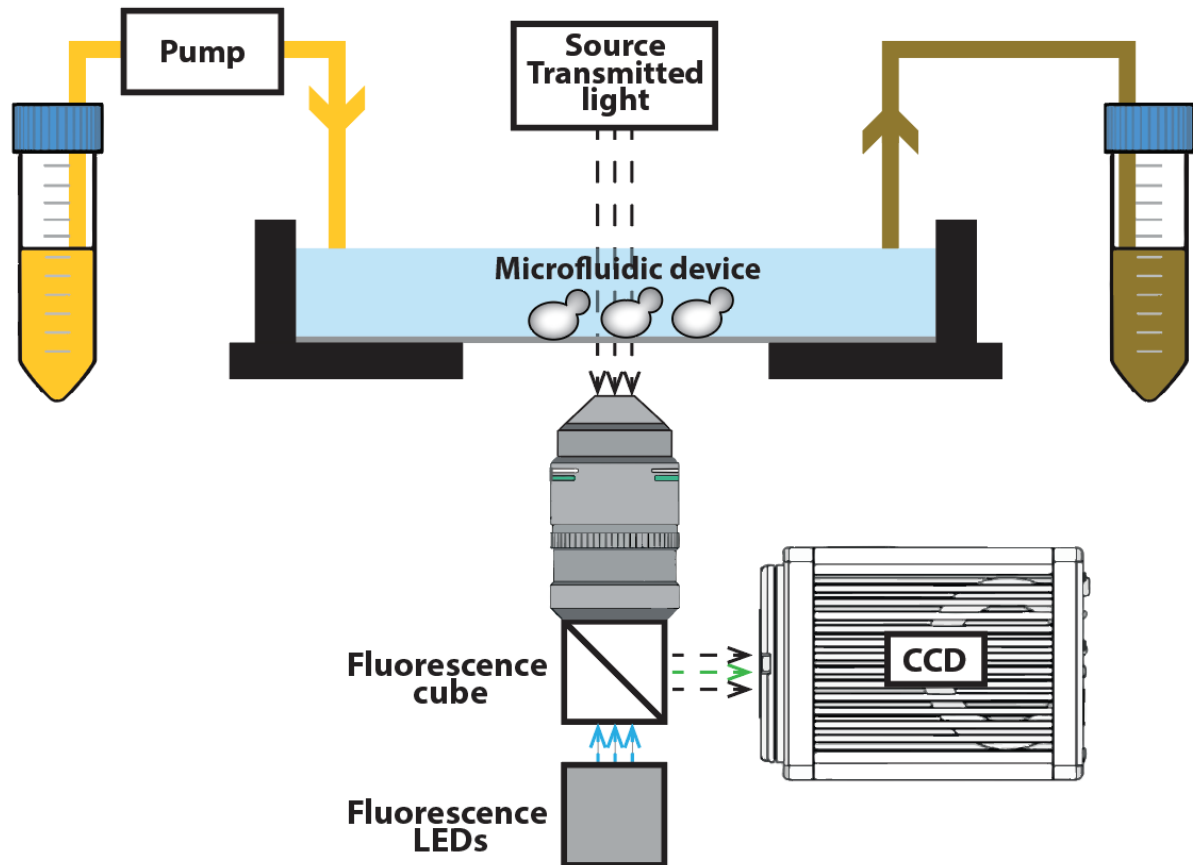 Pump
Source
Transmitted
light
Microfluidic device
Fluorescence
cube
CCD
Fluorescence
LEDs